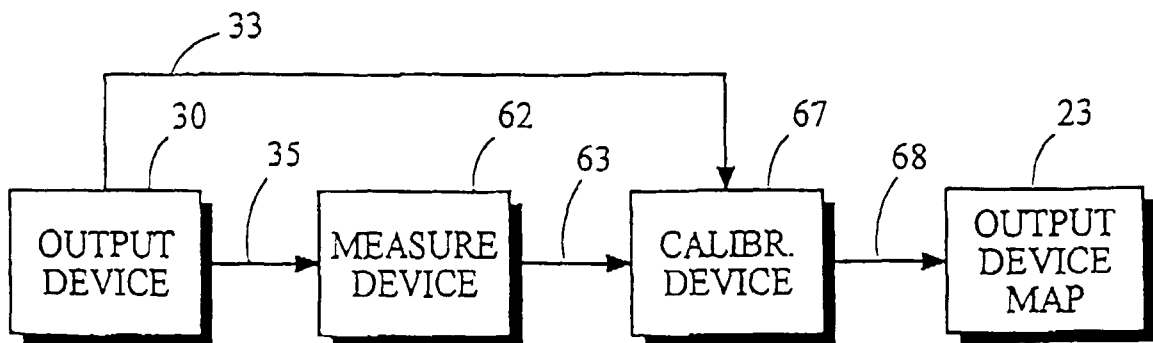 33
30
35
62
63
67
68
23
OUTPUT
DEVICE
MEASURE
DEVICE
CALIBR.
DEVICE
OUTPUT
DEVICE
MAP